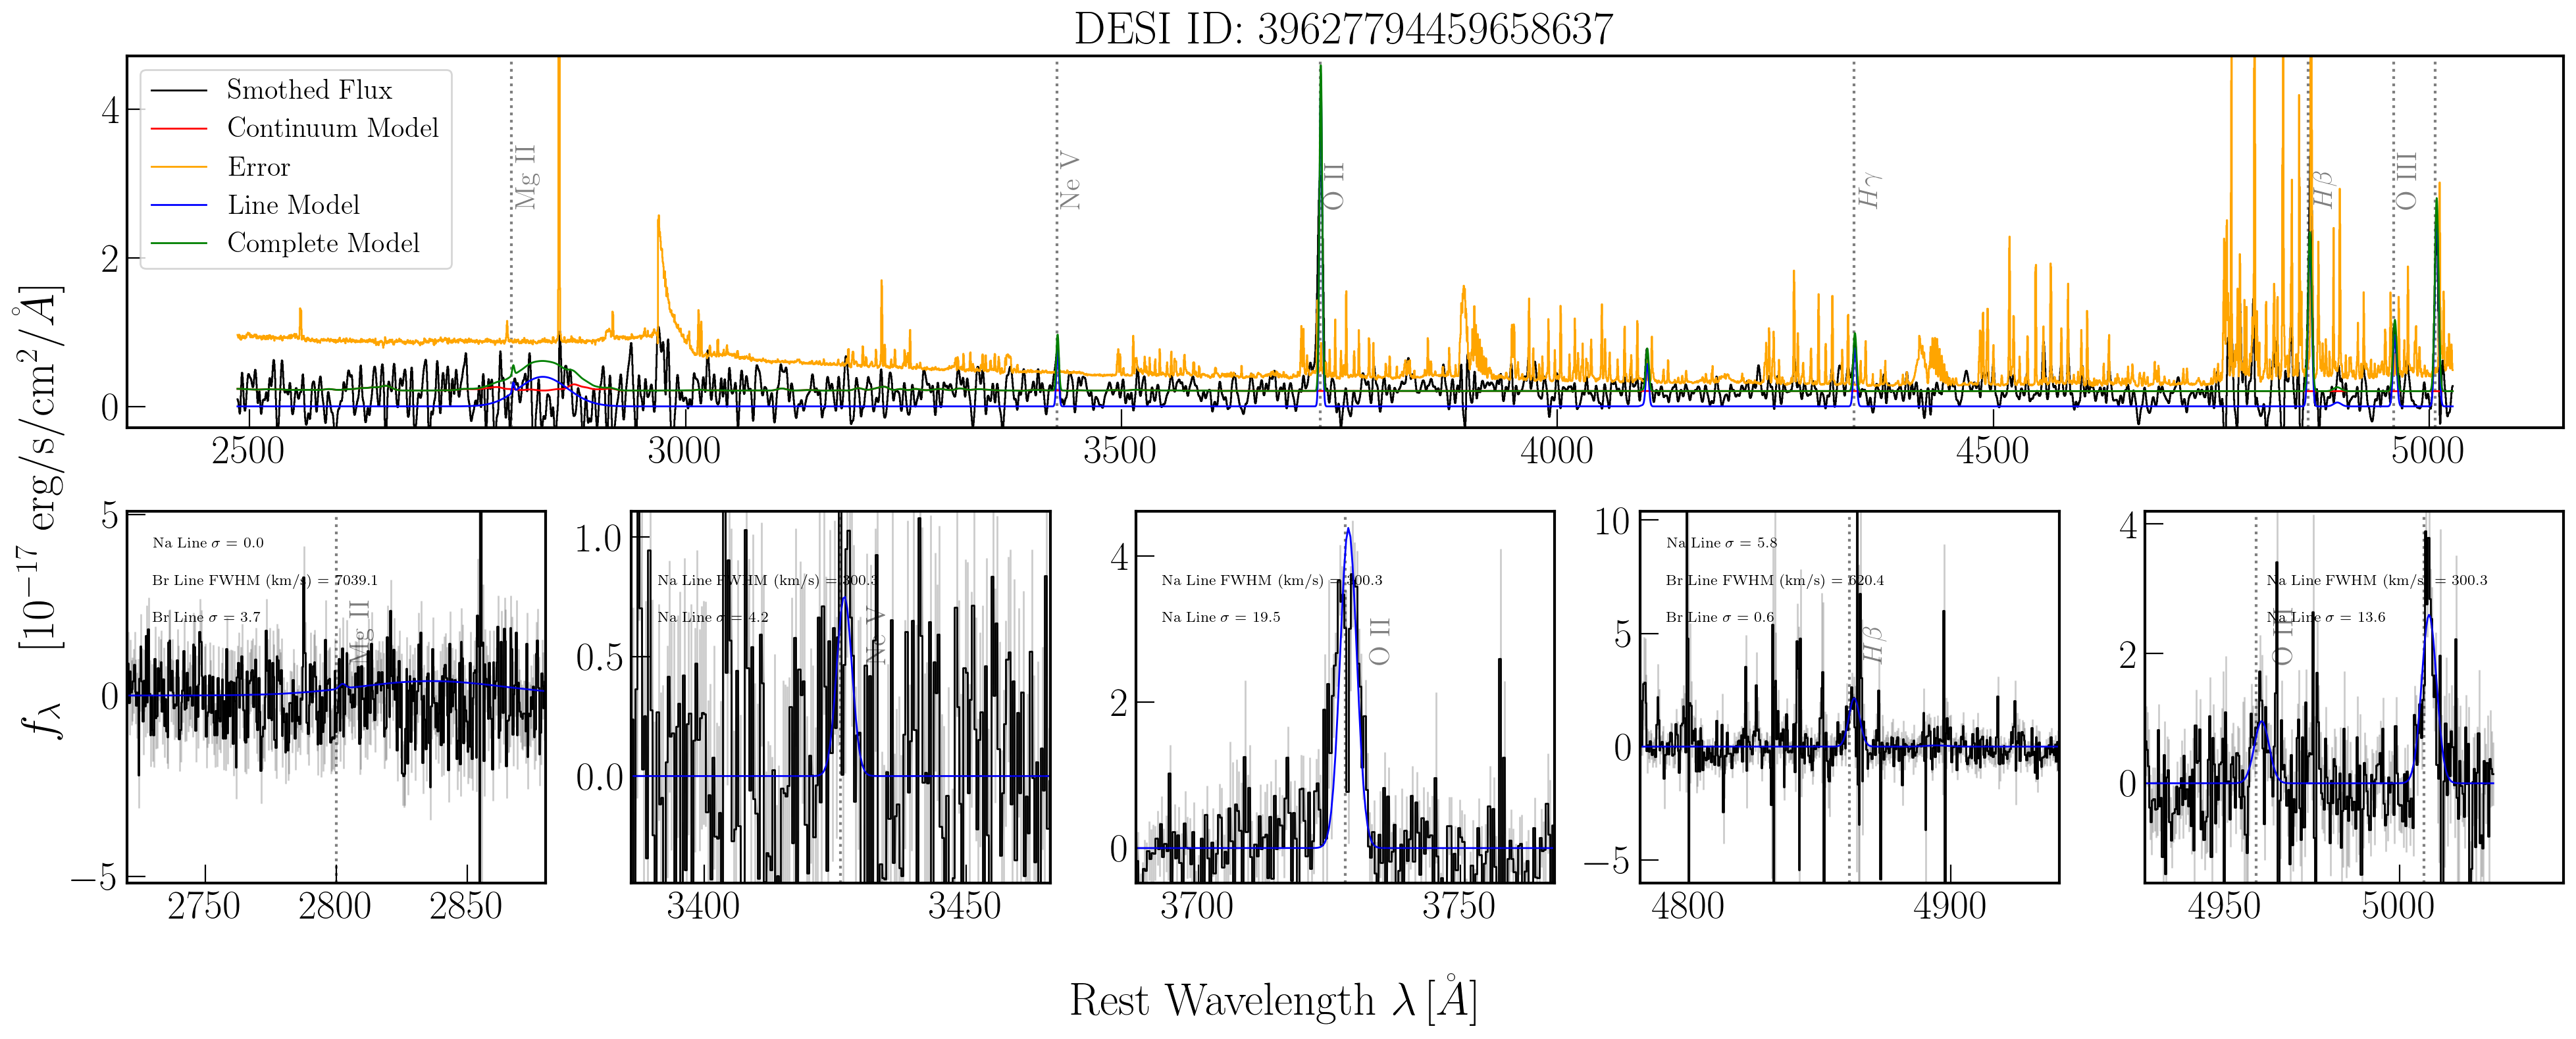 DESI ID: 39627794459658637
Smothed Flux
Continuum Model
Error
Line Model
Complete Model
Mg II
Ne V
O II
Hγ
Hβ
O III
4
2
0
2500
3000
3500
4000
4500
5000
f_λ [10⁻¹⁷ erg/s/cm²/Å]
5
0
−5
Na Line σ = 0.0
Br Line FWHM (km/s) = 7039.1
Br Line σ = 3.7
Mg II
2750
2800
2850
1.0
0.5
0.0
Na Line FWHM (km/s) = 300.3
Na Line σ = 4.2
Ne V
3400
3450
4
2
0
Na Line FWHM (km/s) = 300.3
Na Line σ = 19.5
O II
3700
3750
10
5
0
−5
Na Line σ = 5.8
Br Line FWHM (km/s) = 620.4
Br Line σ = 0.6
Hβ
4800
4900
4
2
0
Na Line FWHM (km/s) = 300.3
Na Line σ = 13.6
O III
4950
5000
Rest Wavelength λ [Å]